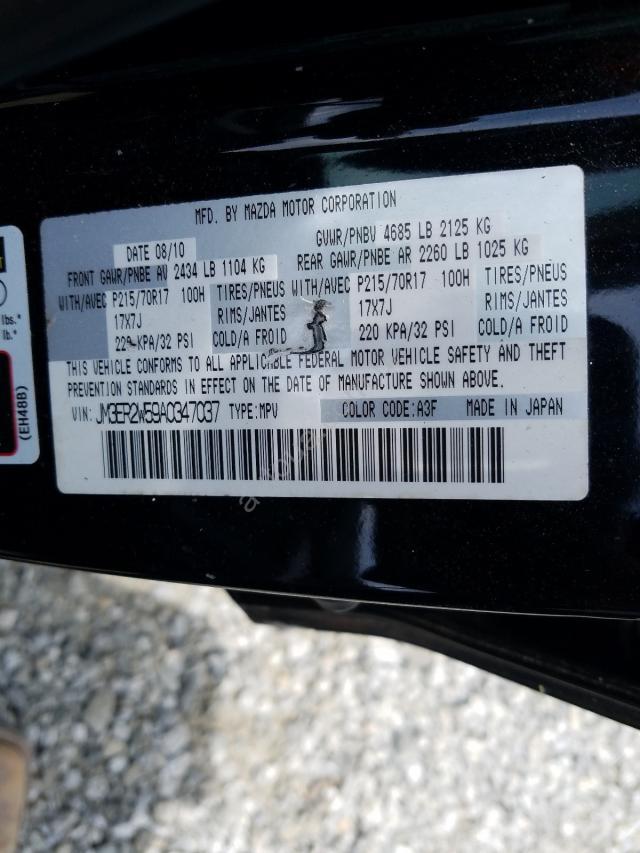 MFD. BY MAZDA MOTOR CORPORATION
DATE 08/10 GVWR/PNBV 4685 LB 2125 KG
FRONT GAWR/PNBE AV 2434 LB 1104 KG REAR GAWR/PNBE AR 2260 LB 1025 KG
WITH/AVEC P215/70R17 100H TIRES/PNEUS WITH/AVEC P215/70R17 100H TIRES/PNEUS
17X7J RIMS/JANTES 17X7J RIMS/JANTES
220 KPA/32 PSI COLD/A FROID 220 KPA/32 PSI COLD/A FROID
THIS VEHICLE CONFORMS TO ALL APPLICABLE FEDERAL MOTOR VEHICLE SAFETY AND THEFT
PREVENTION STANDARDS IN EFFECT ON THE DATE OF MANUFACTURE SHOWN ABOVE.
VIN: JM3ER2W59A0347037 TYPE:MPV COLOR CODE:A3F MADE IN JAPAN
lbs.*
lbs.*
(EH48B)